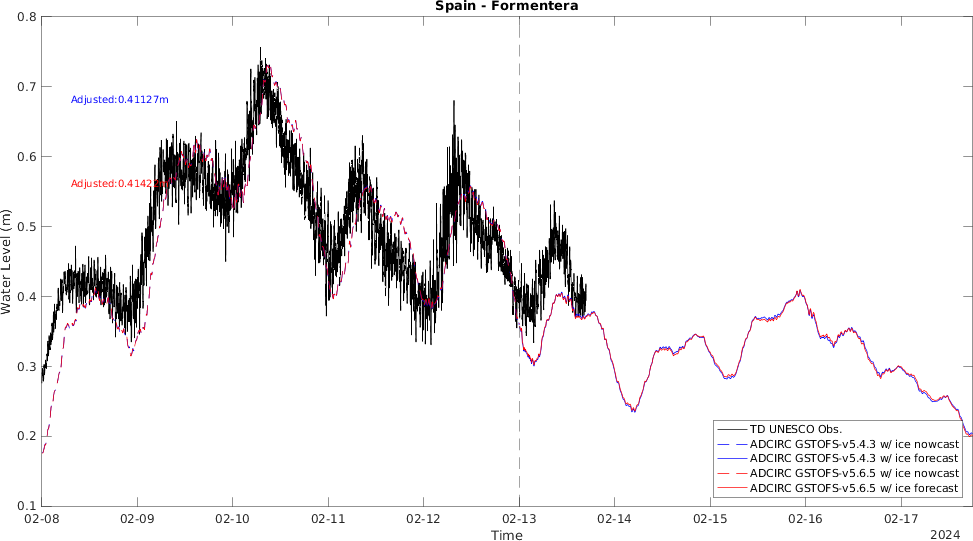 Spain - Formentera
0.8
0.7
0.6
0.5
0.4
0.3
0.2
0.1
Water Level (m)
Adjusted:0.41127m
TD UNESCO Obs.
ADCIRC GSTOFS-v5.4.3 w/ ice nowcast
ADCIRC GSTOFS-v5.4.3 w/ ice forecast
ADCIRC GSTOFS-v5.6.5 w/ ice nowcast
ADCIRC GSTOFS-v5.6.5 w/ ice forecast
02-08 02-09 02-10 02-11 02-12 02-13 02-14 02-15 02-16 02-17
Time
2024